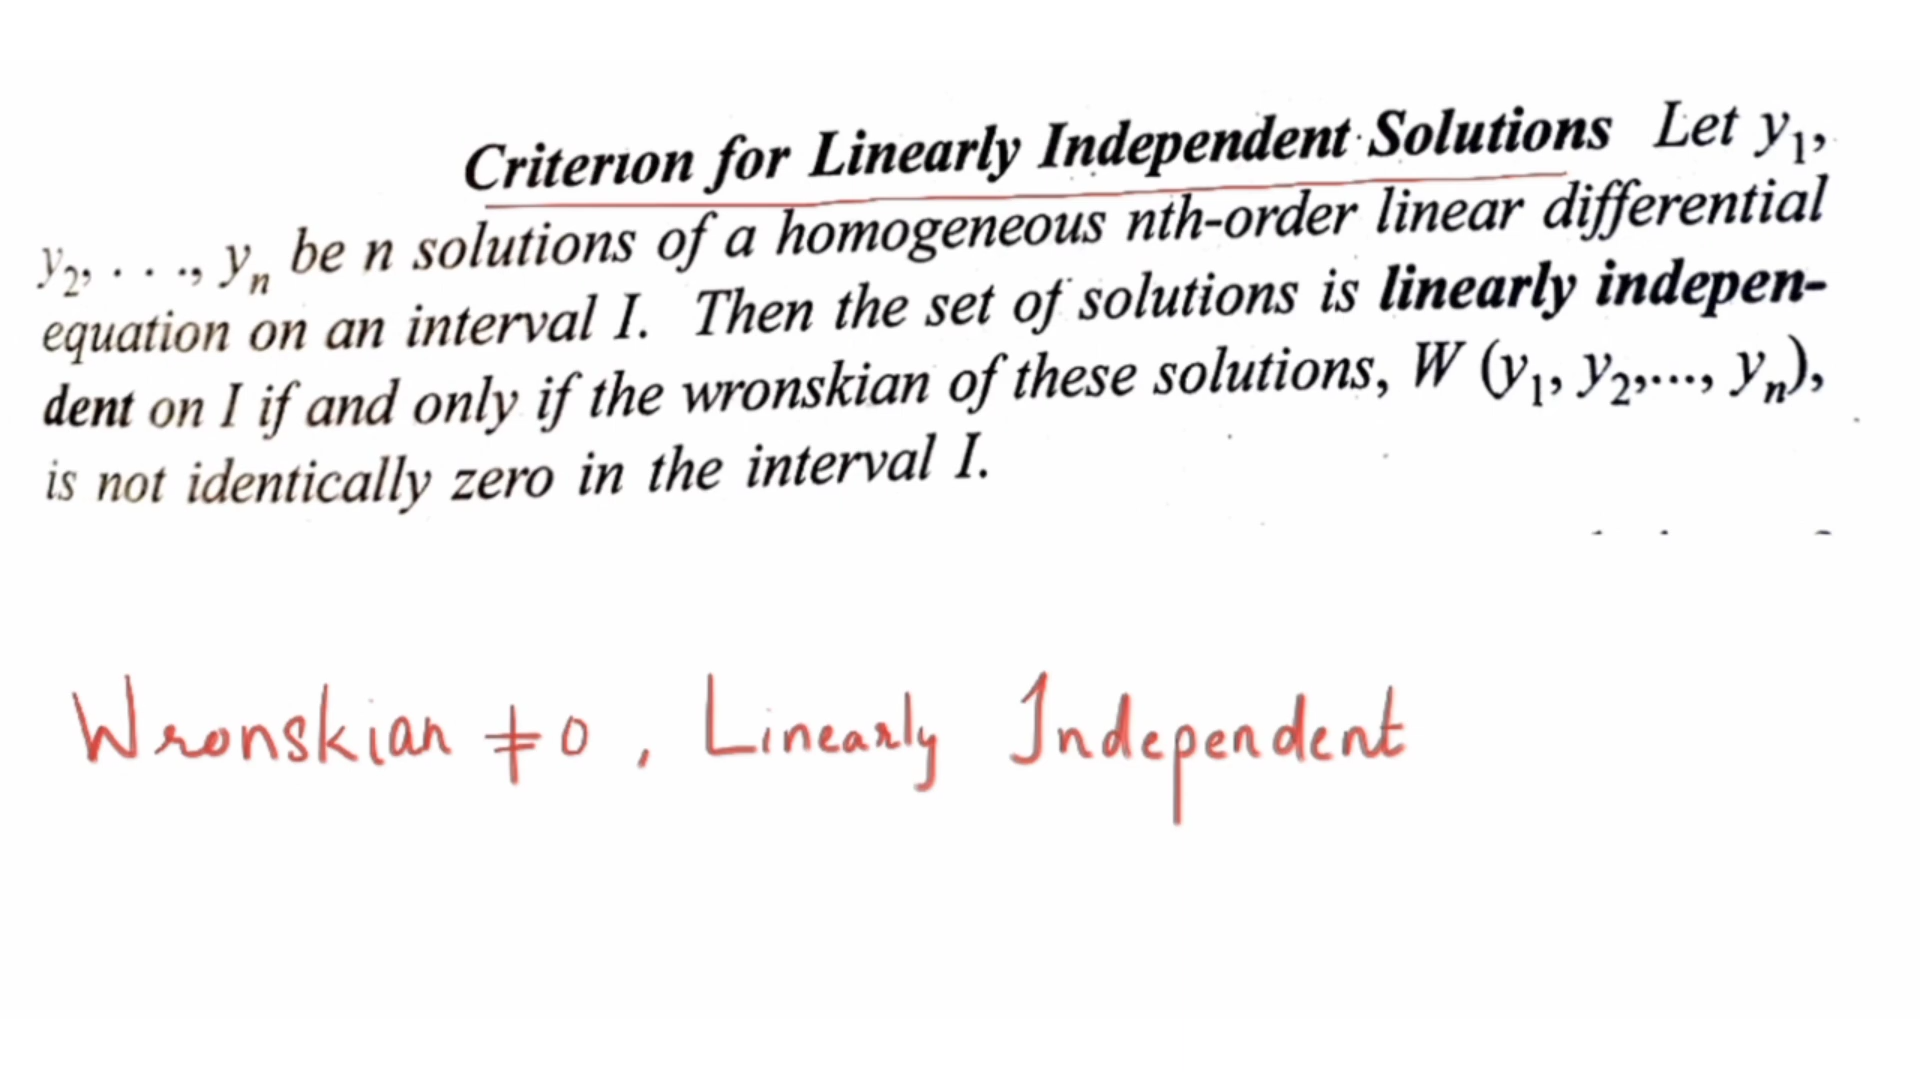 Criterion for Linearly Independent Solutions Let y₁,
y₂, . . ., yₙ be n solutions of a homogeneous nth-order linear differential
equation on an interval I. Then the set of solutions is linearly indepen-
dent on I if and only if the wronskian of these solutions, W (y₁, y₂,..., yₙ),
is not identically zero in the interval I.
Wronskian ≠0 , Linearly Independent